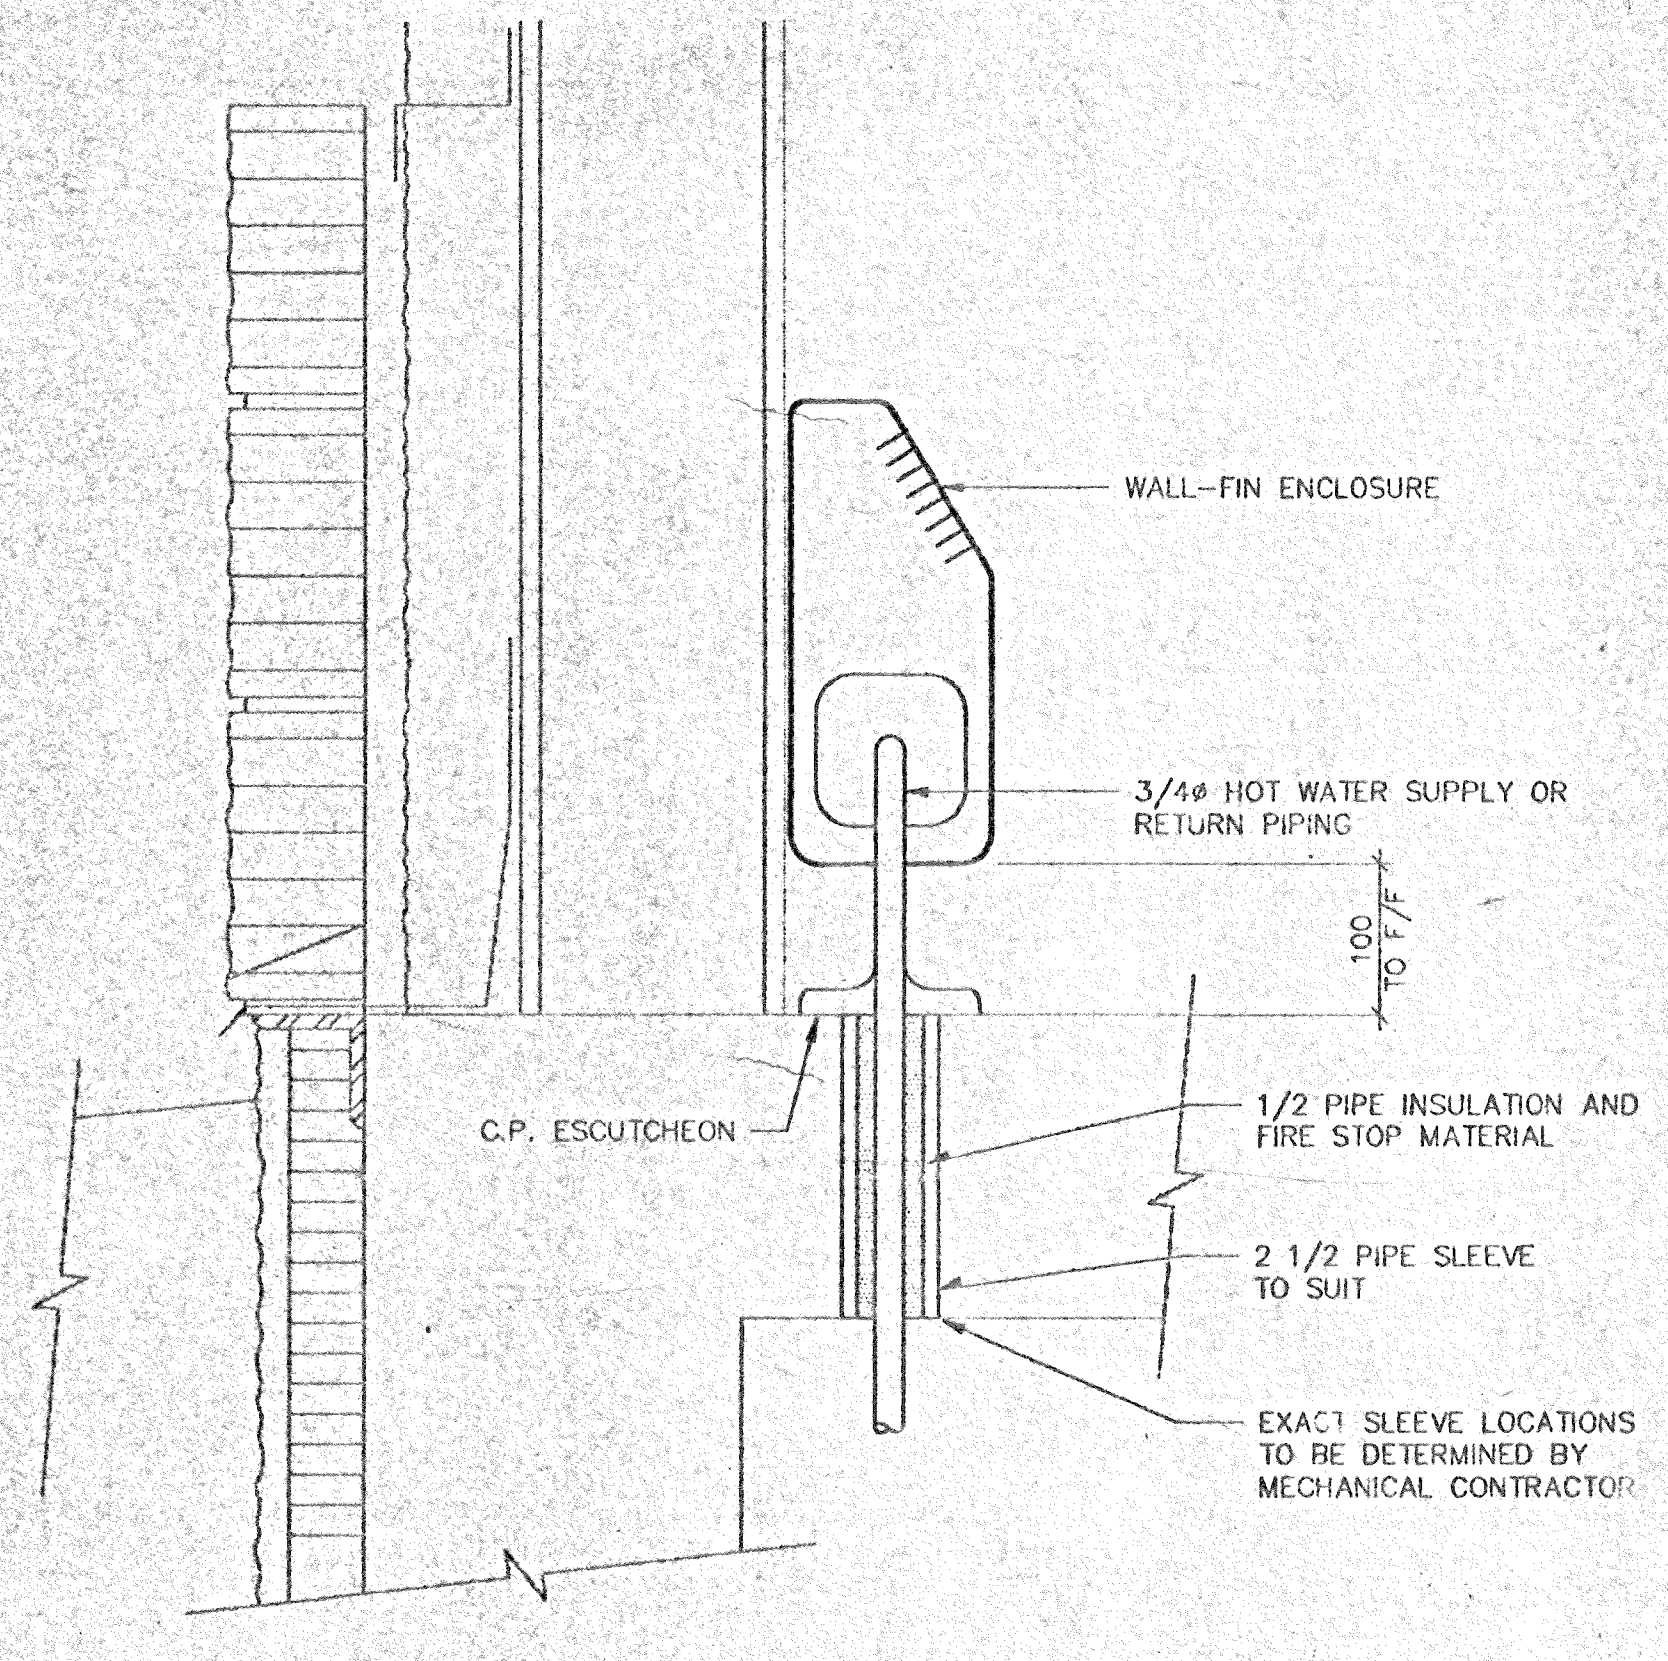 WALL-FIN ENCLOSURE
3/4ø HOT WATER SUPPLY OR
RETURN PIPING
100
TO F/F
C.P. ESCUTCHEON
1/2 PIPE INSULATION AND
FIRE STOP MATERIAL
2 1/2 PIPE SLEEVE
TO SUIT
EXACT SLEEVE LOCATIONS
TO BE DETERMINED BY
MECHANICAL CONTRACTOR